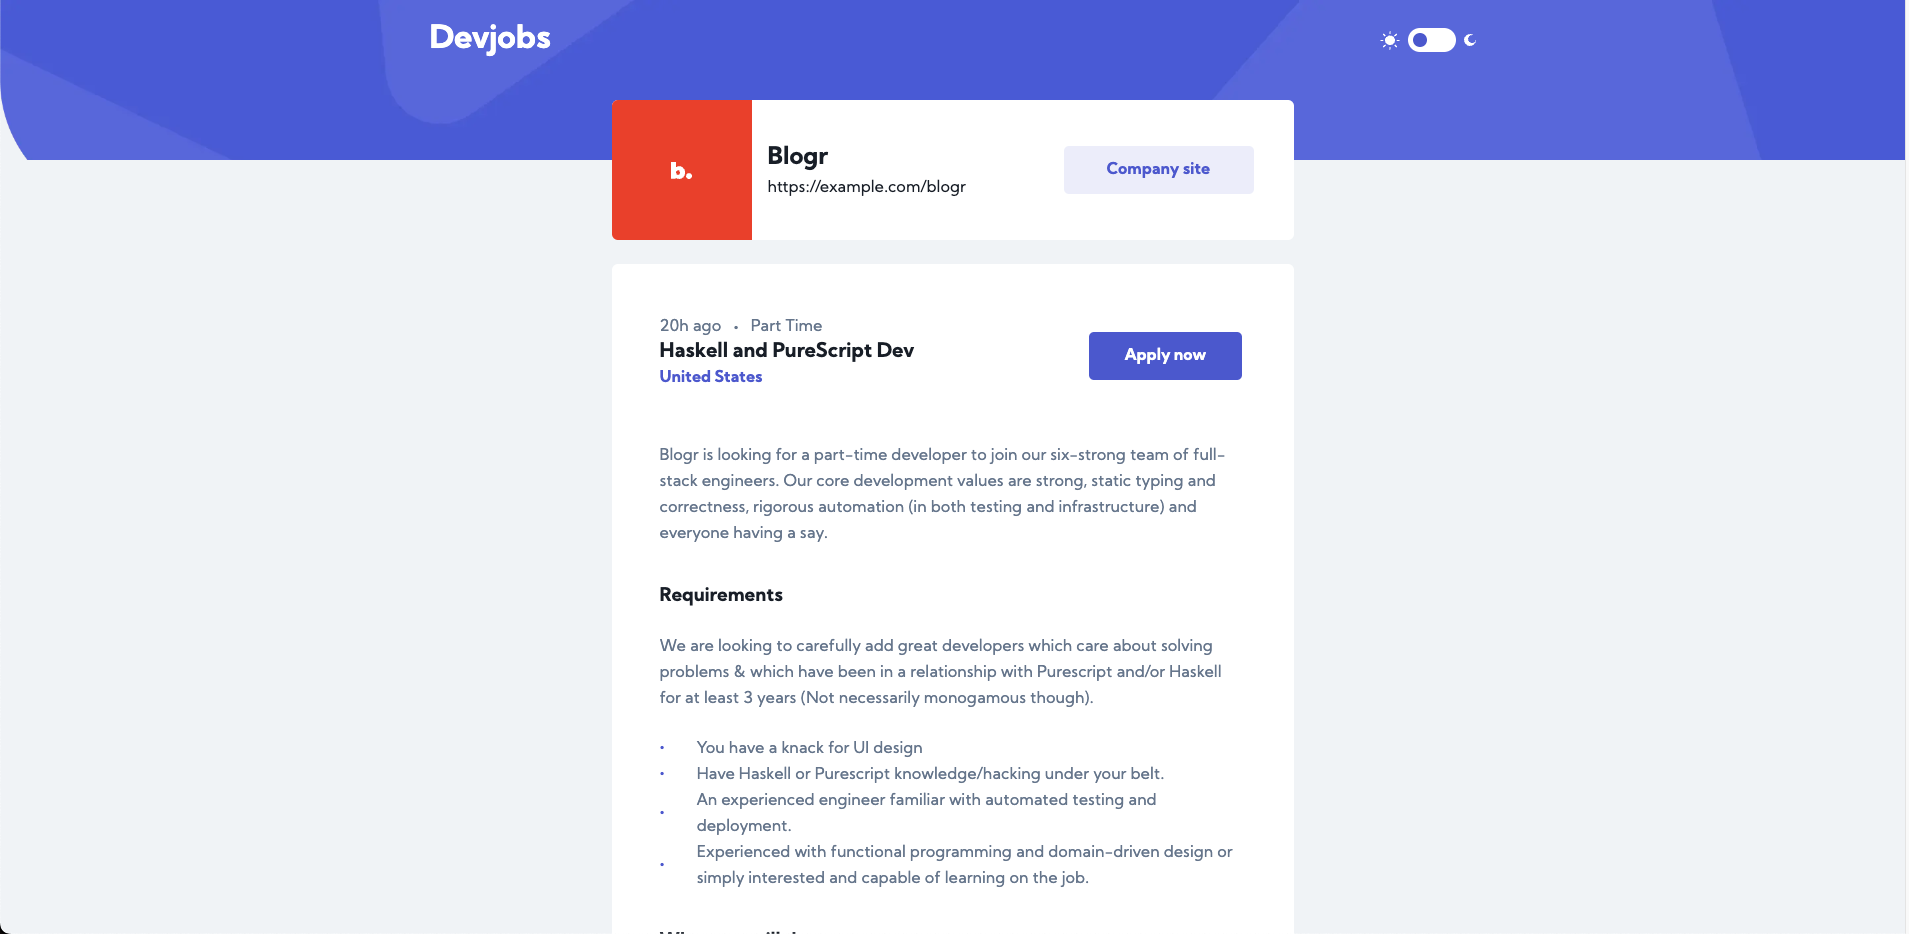 Devjobs
b.
Blogr
https://example.com/blogr
Company site
20h ago • Part Time
Haskell and PureScript Dev
United States
Apply now
Blogr is looking for a part-time developer to join our six-strong team of full-
stack engineers. Our core development values are strong, static typing and
correctness, rigorous automation (in both testing and infrastructure) and
everyone having a say.
Requirements
We are looking to carefully add great developers which care about solving
problems & which have been in a relationship with Purescript and/or Haskell
for at least 3 years (Not necessarily monogamous though).
• You have a knack for UI design
• Have Haskell or Purescript knowledge/hacking under your belt.
• An experienced engineer familiar with automated testing and
deployment.
• Experienced with functional programming and domain-driven design or
simply interested and capable of learning on the job.